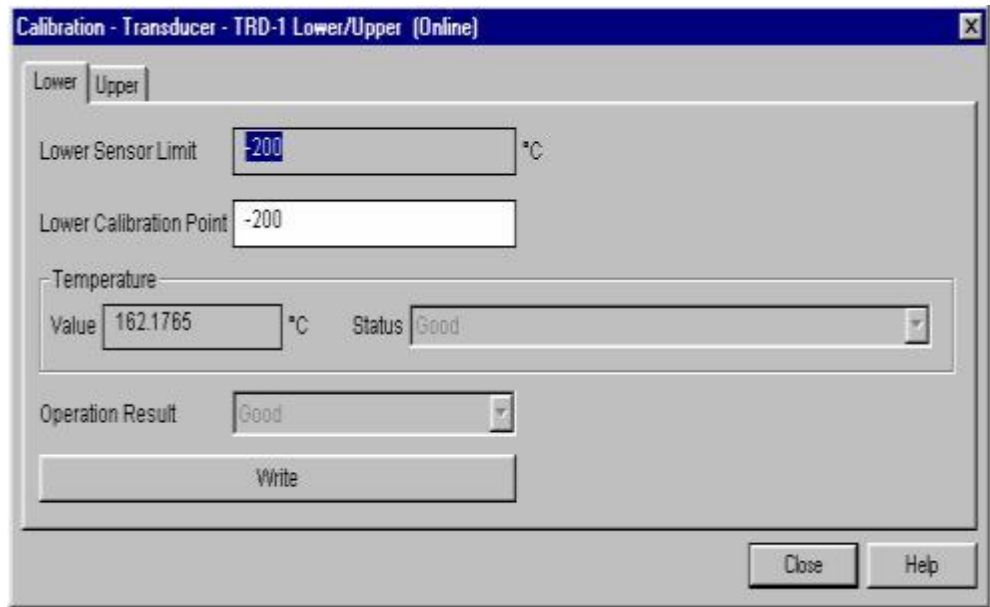 Calibration - Transducer - TRD-1 Lower/Upper (Online)
Lower Upper
Lower Sensor Limit -200 °C
Lower Calibration Point -200
Temperature
Value 162.1765 °C Status Good
Operation Result Good
Write
Close Help